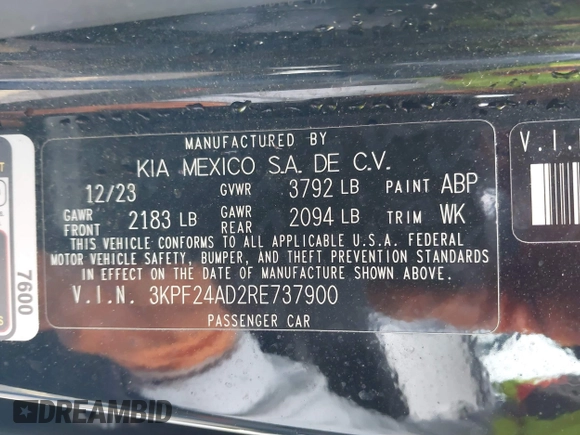 MANUFACTURED BY
KIA MEXICO S.A. DE C.V.
12/23 GVWR 3792 LB PAINT ABP
GAWR FRONT 2183 LB GAWR REAR 2094 LB TRIM WK
THIS VEHICLE CONFORMS TO ALL APPLICABLE U.S.A. FEDERAL
MOTOR VEHICLE SAFETY, BUMPER, AND THEFT PREVENTION STANDARDS
IN EFFECT ON THE DATE OF MANUFACTURE SHOWN ABOVE.
V.I.N. 3KPF24AD2RE737900
PASSENGER CAR
7600
V.I.
DREAMBID